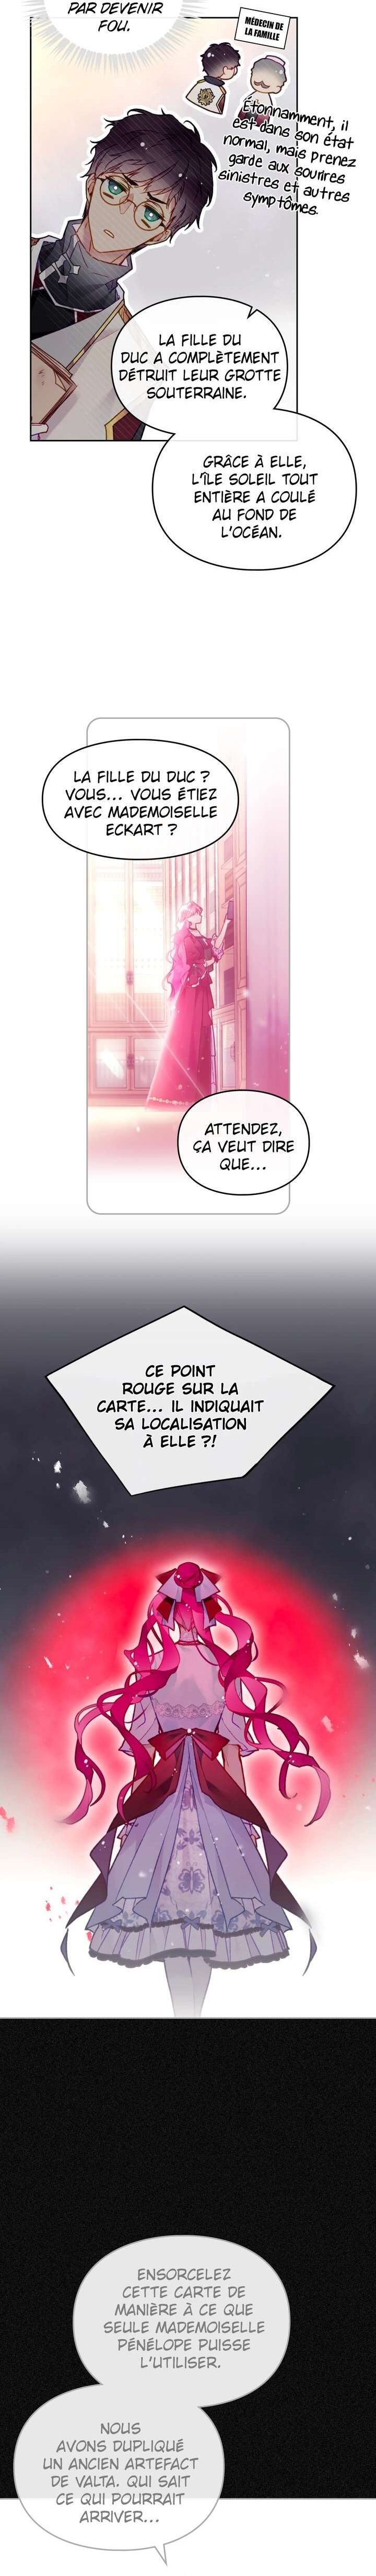 PAR DEVENIR
FOU.
MÉDECIN DE
LA FAMILLE
Étonnamment, il
est dans son état
normal, mais prenez
garde aux sourires
sinistres et autres
symptômes.
LA FILLE DU
DUC A COMPLÈTEMENT
DÉTRUIT LEUR GROTTE
SOUTERRAINE.
GRÂCE À ELLE,
L'ÎLE SOLEIL TOUT
ENTIÈRE A COULÉ
AU FOND DE
L'OCÉAN.
LA FILLE DU DUC ?
VOUS... VOUS ÉTIEZ
AVEC MADEMOISELLE
ECKART ?
ATTENDEZ,
ÇA VEUT DIRE
QUE...
CE POINT
ROUGE SUR LA
CARTE... IL INDIQUAIT
SA LOCALISATION
À ELLE ?!
ENSORCELEZ
CETTE CARTE DE
MANIÈRE À CE QUE
SEULE MADEMOISELLE
PÉNÉLOPE PUISSE
L'UTILISER.
NOUS
AVONS DUPLIQUÉ
UN ANCIEN ARTEFACT
DE VALTA. QUI SAIT
CE QUI POURRAIT
ARRIVER...